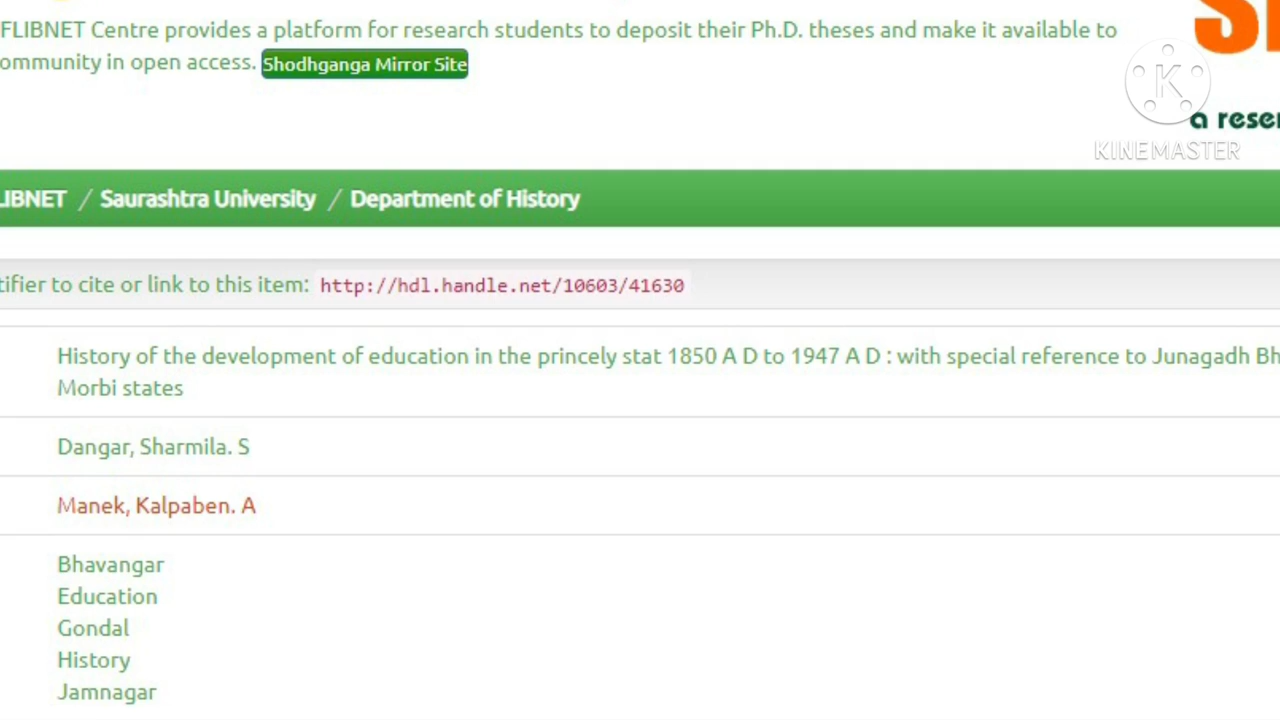 FLIBNET Centre provides a platform for research students to deposit their Ph.D. theses and make it available to
ommunity in open access. Shodhganga Mirror Site
K
KINEMASTER
a reser
LIBNET / Saurashtra University / Department of History
tifier to cite or link to this item: http://hdl.handle.net/10603/41630
History of the development of education in the princely stat 1850 A D to 1947 A D : with special reference to Junagadh Bh
Morbi states
Dangar, Sharmila. S
Manek, Kalpaben. A
Bhavangar
Education
Gondal
History
Jamnagar